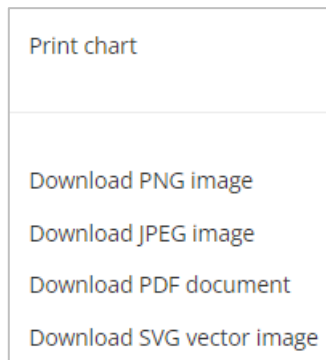 Print chart
Download PNG image
Download JPEG image
Download PDF document
Download SVG vector image